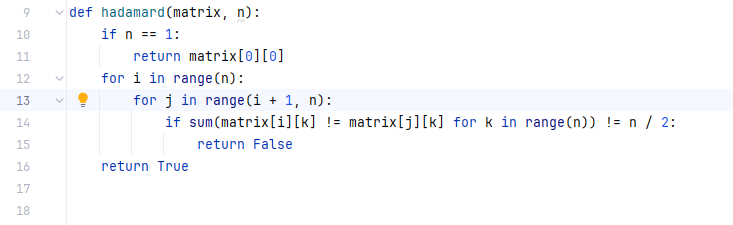 9 def hadamard(matrix, n):
10     if n == 1:
11         return matrix[0][0]
12     for i in range(n):
13         for j in range(i + 1, n):
14             if sum(matrix[i][k] != matrix[j][k] for k in range(n)) != n / 2:
15                 return False
16     return True
17
18